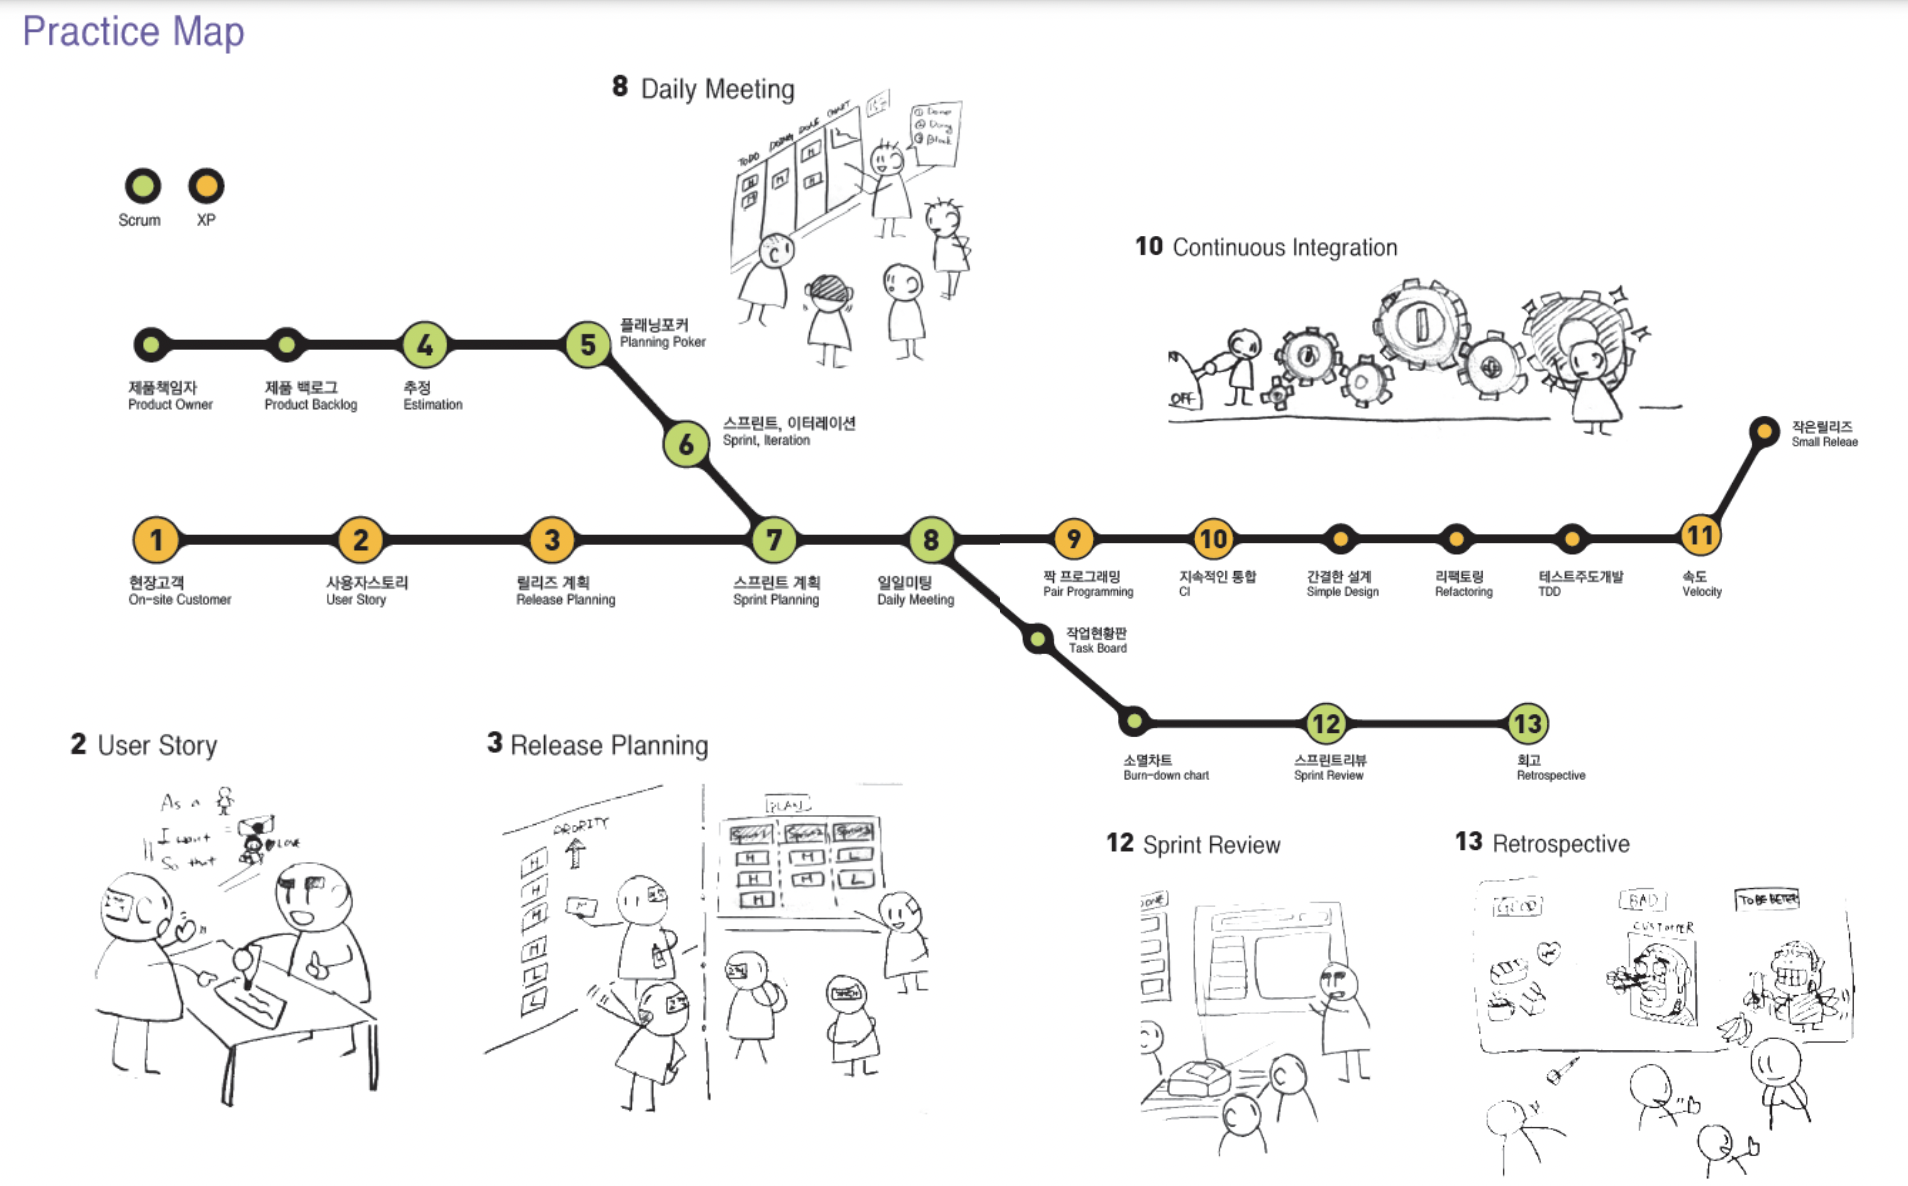 Practice Map
8 Daily Meeting
TODO
DOING
DONE
CHART
① Done
② Doing
③ Block
Scrum
XP
10 Continuous Integration
OFF
4
5
플래닝포커
Planning Poker
제품책임자
Product Owner
제품 백로그
Product Backlog
추정
Estimation
6
스프린트, 이터레이션
Sprint, Iteration
작은릴리즈
Small Releae
1
2
3
7
8
9
10
11
현장고객
On-site Customer
사용자스토리
User Story
릴리즈 계획
Release Planning
스프린트 계획
Sprint Planning
일일미팅
Daily Meeting
짝 프로그래밍
Pair Programming
지속적인 통합
CI
간결한 설계
Simple Design
리팩토링
Refactoring
테스트주도개발
TDD
속도
Velocity
작업현황판
Task Board
12
13
소멸차트
Burn-down chart
스프린트리뷰
Sprint Review
회고
Retrospective
2 User Story
As a
I want
So that
LOVE
3 Release Planning
PRORITY
H
H
M
M
L
L
PLAN
Sprint1 Sprint2 Sprint3
H M L
H M L
H
12 Sprint Review
DONE
13 Retrospective
GOOD
BAD
TO BE BETER
CUSTOMER